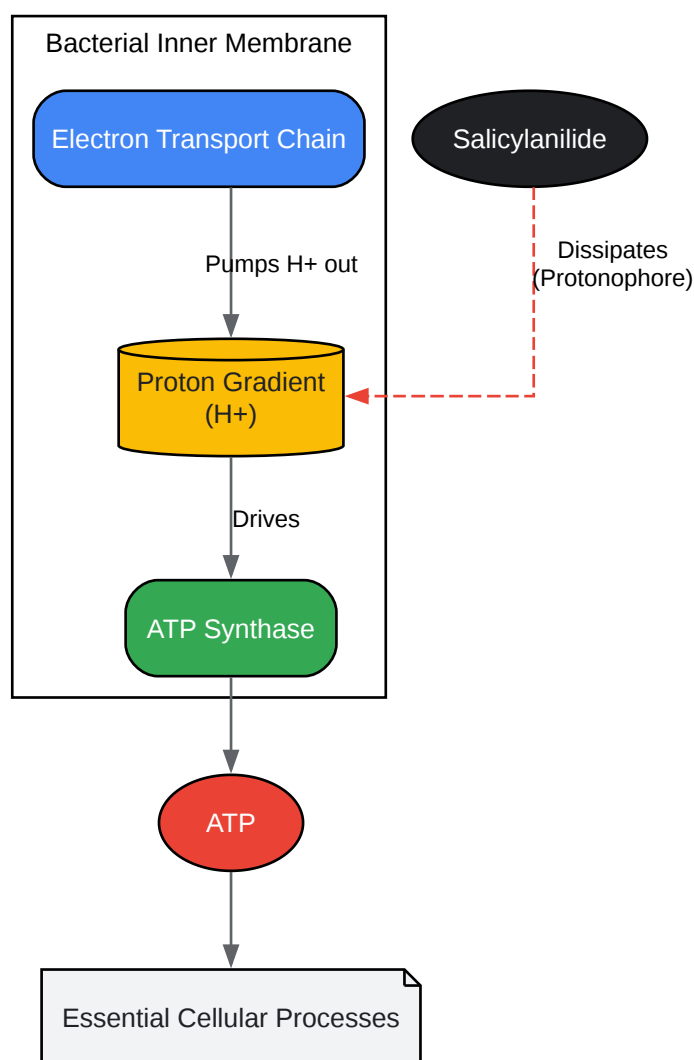 Bacterial Inner Membrane
Electron Transport Chain
Salicylanilide
Pumps H+ out
Dissipates
(Protonophore)
Proton Gradient
(H+)
Drives
ATP Synthase
ATP
Essential Cellular Processes